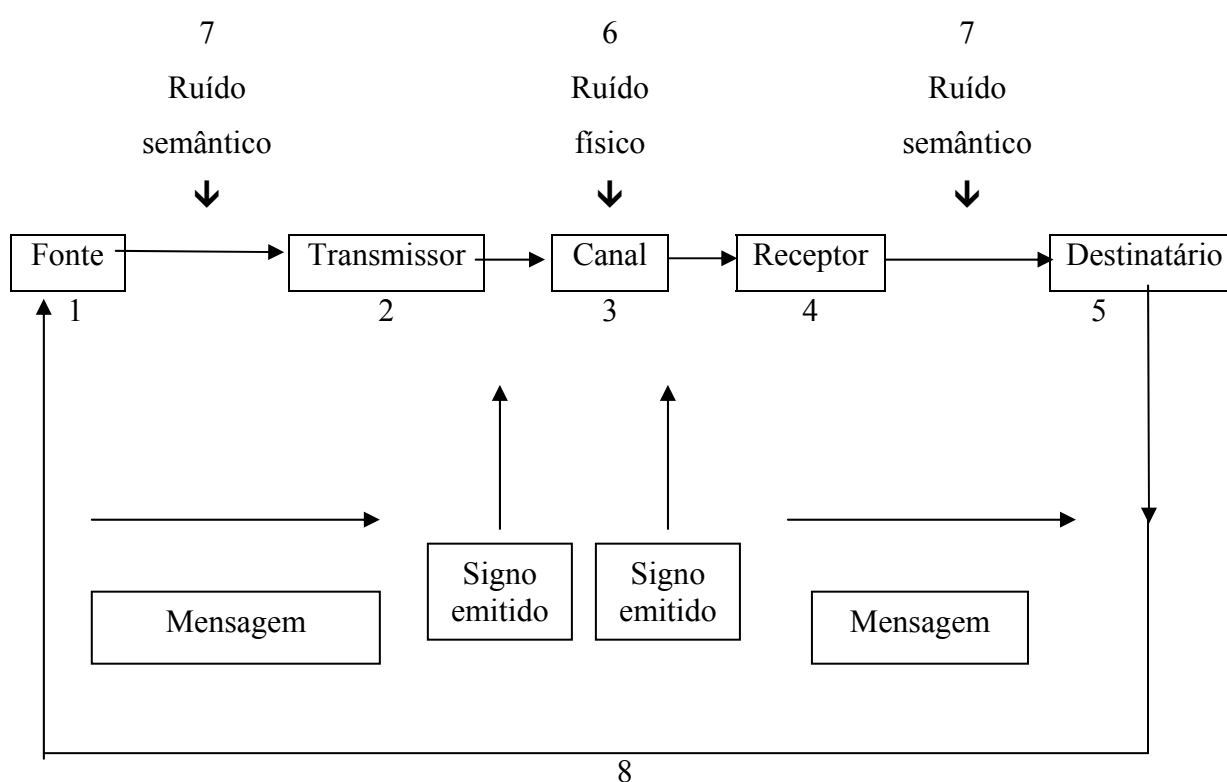 7
6
7
Ruído
semântico
Ruído
físico
Ruído
semântico
Fonte
Transmissor
Canal
Receptor
Destinatário
1
2
3
4
5
Mensagem
Signo
emitido
Signo
emitido
Mensagem
8